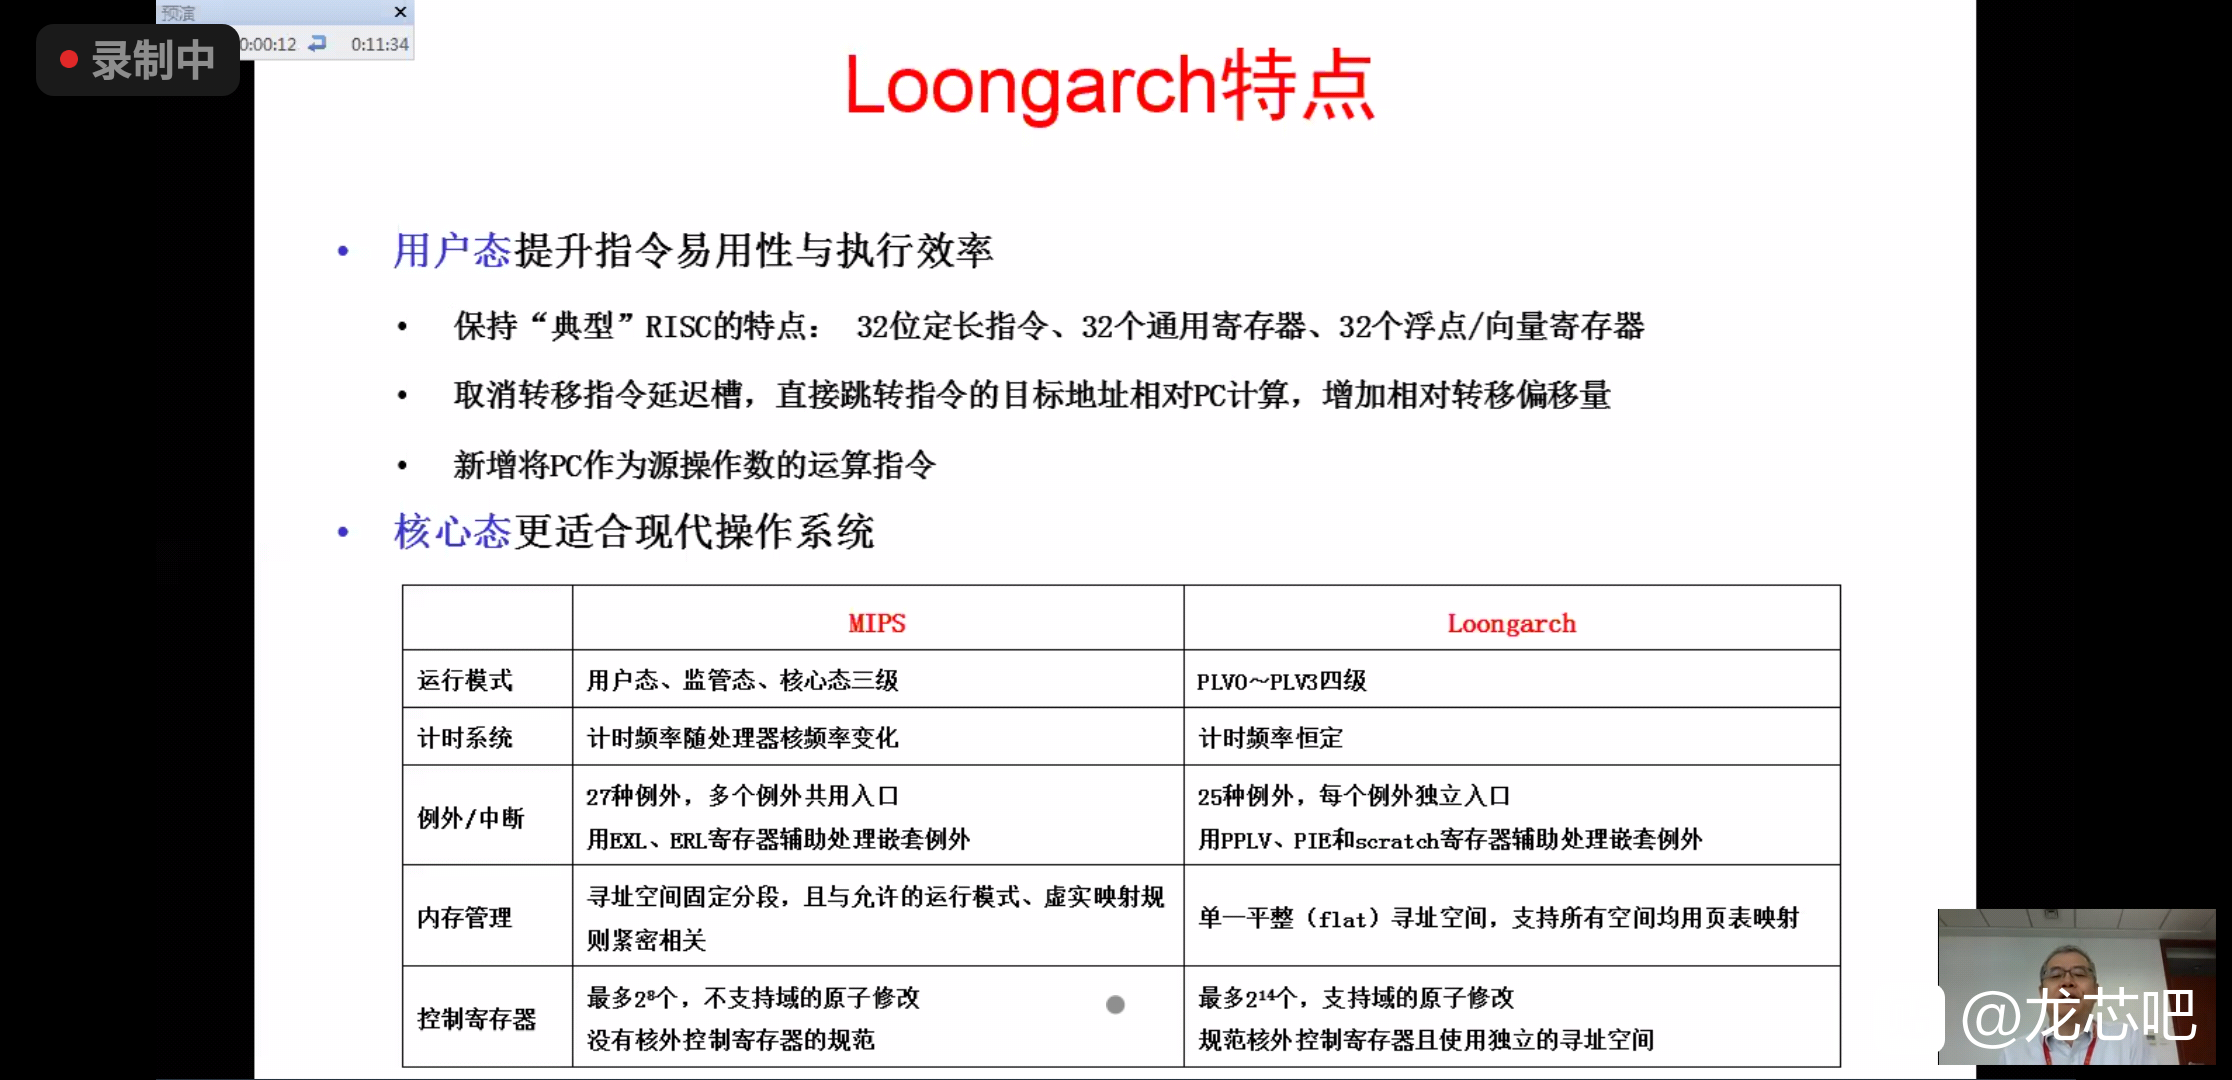 预演
录制中
0:00:12 0:11:34
Loongarch特点
• 用户态提升指令易用性与执行效率
• 保持“典型”RISC的特点： 32位定长指令、32个通用寄存器、32个浮点/向量寄存器
• 取消转移指令延迟槽，直接跳转指令的目标地址相对PC计算，增加相对转移偏移量
• 新增将PC作为源操作数的运算指令
• 核心态更适合现代操作系统
MIPS Loongarch
运行模式 用户态、监管态、核心态三级 PLV0～PLV3四级
计时系统 计时频率随处理器核频率变化 计时频率恒定
例外/中断
27种例外，多个例外共用入口
用EXL、ERL寄存器辅助处理嵌套例外
25种例外，每个例外独立入口
用PPLV、PIE和scratch寄存器辅助处理嵌套例外
内存管理
寻址空间固定分段，且与允许的运行模式、虚实映射规
则紧密相关
单一平整（flat）寻址空间，支持所有空间均用页表映射
控制寄存器
最多2⁸个，不支持域的原子修改
没有核外控制寄存器的规范
最多2¹⁴个，支持域的原子修改
规范核外控制寄存器且使用独立的寻址空间
@龙芯吧